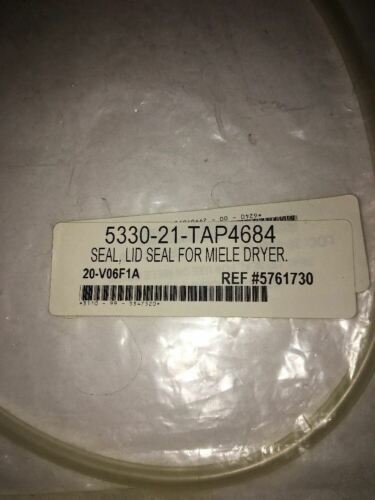 5330-21-TAP4684
SEAL, LID SEAL FOR MIELE DRYER.
20-V06F1A REF #5761730